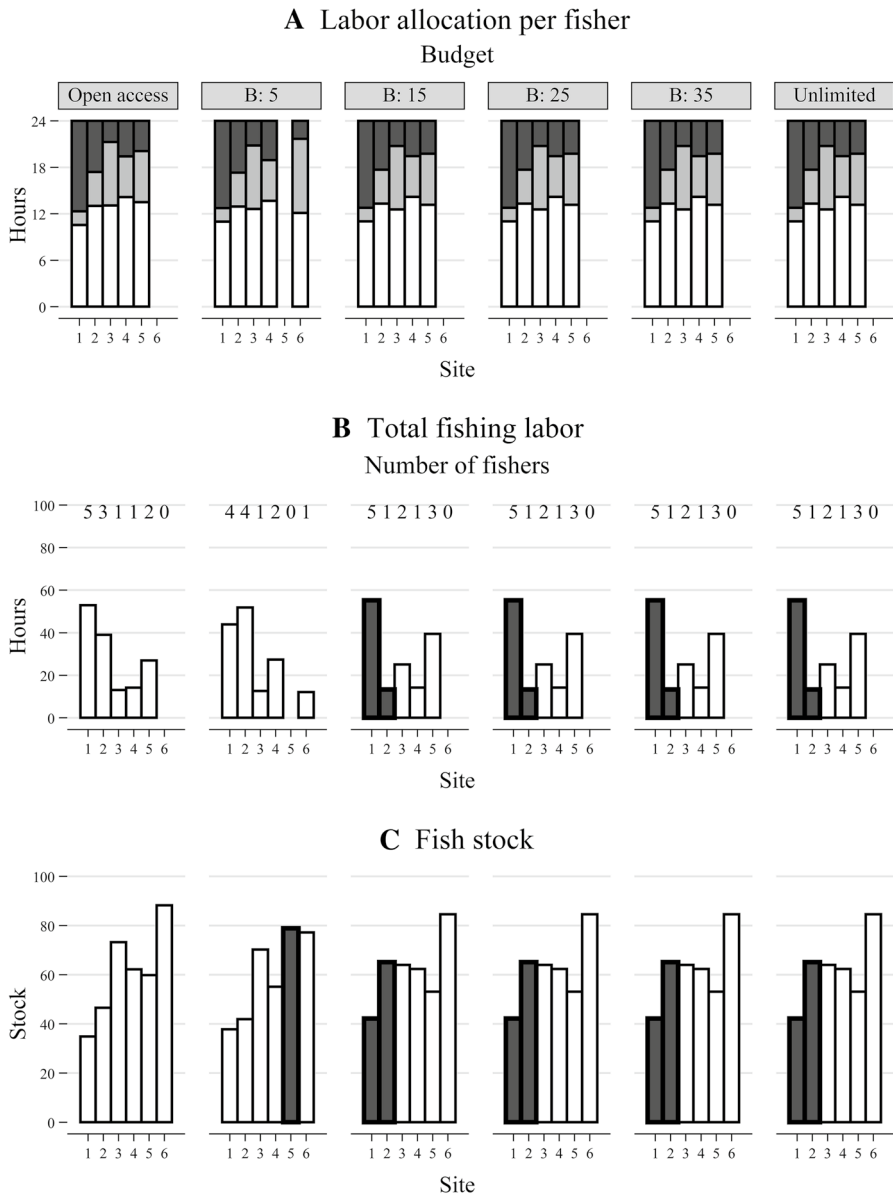 A Labor allocation per fisher
Budget
Open access B: 5 B: 15 B: 25 B: 35 Unlimited
24
18
12
6
0
Hours
1 2 3 4 5 6 1 2 3 4 5 6 1 2 3 4 5 6 1 2 3 4 5 6 1 2 3 4 5 6 1 2 3 4 5 6
Site
B Total fishing labor
Number of fishers
100
80
60
40
20
0
Hours
5 3 1 1 2 0 4 4 1 2 0 1 5 1 2 1 3 0 5 1 2 1 3 0 5 1 2 1 3 0 5 1 2 1 3 0
1 2 3 4 5 6 1 2 3 4 5 6 1 2 3 4 5 6 1 2 3 4 5 6 1 2 3 4 5 6 1 2 3 4 5 6
Site
C Fish stock
100
80
60
40
20
0
Stock
1 2 3 4 5 6 1 2 3 4 5 6 1 2 3 4 5 6 1 2 3 4 5 6 1 2 3 4 5 6 1 2 3 4 5 6
Site